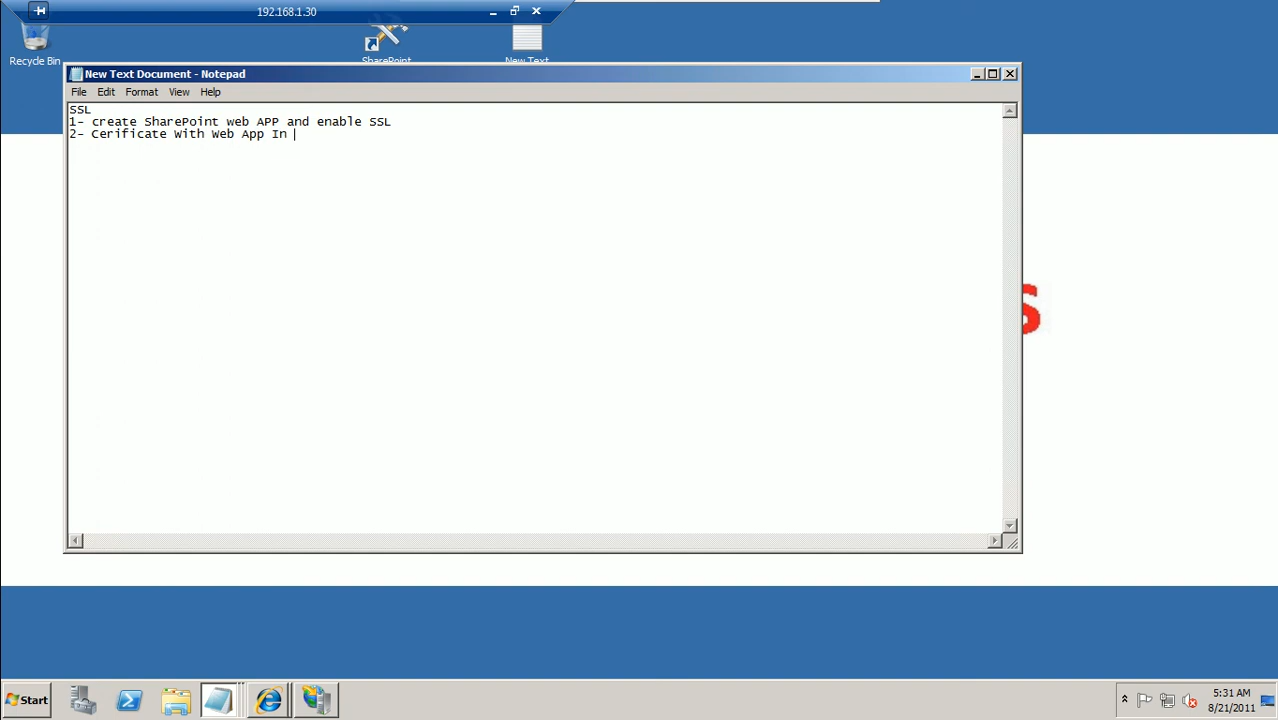 192.168.1.30
Recycle Bin
SharePoint
New Text
New Text Document - Notepad
File Edit Format View Help
SSL
1- create SharePoint web APP and enable SSL
2- Cerificate With Web App In
S
Start
5:31 AM
8/21/2011